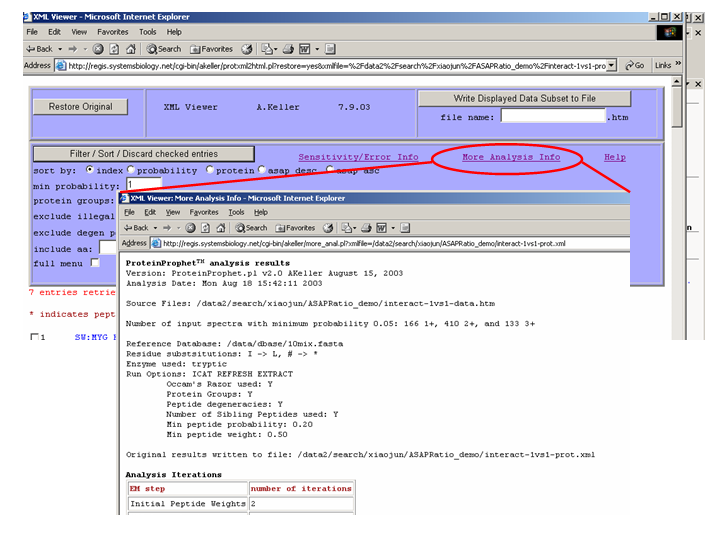 XML Viewer - Microsoft Internet Explorer
File Edit View Favorites Tools Help
Back Search Favorites
Address http://regis.systemsbiology.net/cgi-bin/akeller/protxml2html.pl?restore=yes&xmlfile=%2Fdata2%2Fsearch%2Fxiaojun%2FASAPRatio_demo%2Finteract-1vs1-pro Go Links »
Restore Original XML Viewer A.Keller 7.9.03 Write Displayed Data Subset to File
file name: .htm
Filter / Sort / Discard checked entries Sensitivity/Error Info More Analysis Info Help
sort by: index probability protein asap desc asap asc
min probability: 1
protein groups:
exclude illegal
exclude degen p
include aa:
full menu
7 entries retrie
* indicates pept
1 SW:MYG
XML Viewer: More Analysis Info - Microsoft Internet Explorer
File Edit View Favorites Tools Help
Back Search Favorites
Address http://regis.systemsbiology.net/cgi-bin/akeller/more_anal.pl?xmlfile=/data2/search/xiaojun/ASAPRatio_demo/interact-1vs1-prot.xml
ProteinProphet™ analysis results
Version: ProteinProphet.pl v2.0 AKeller August 15, 2003
Analysis Date: Mon Aug 18 15:42:11 2003
Source Files: /data2/search/xiaojun/ASAPRatio_demo/interact-1vs1-data.htm
Number of input spectra with minimum probability 0.05: 166 1+, 410 2+, and 133 3+
Reference Database: /data/dbase/10mix.fasta
Residue substsitutions: I -> L, # -> *
Enzyme used: tryptic
Run Options: ICAT REFRESH EXTRACT
Occam's Razor used: Y
Protein Groups: Y
Peptide degeneracies: Y
Number of Sibling Peptides used: Y
Min peptide probability: 0.20
Min peptide weight: 0.50
Original results written to file: /data2/search/xiaojun/ASAPRatio_demo/interact-1vs1-prot.xml
Analysis Iterations
EM step number of iterations
Initial Peptide Weights 2